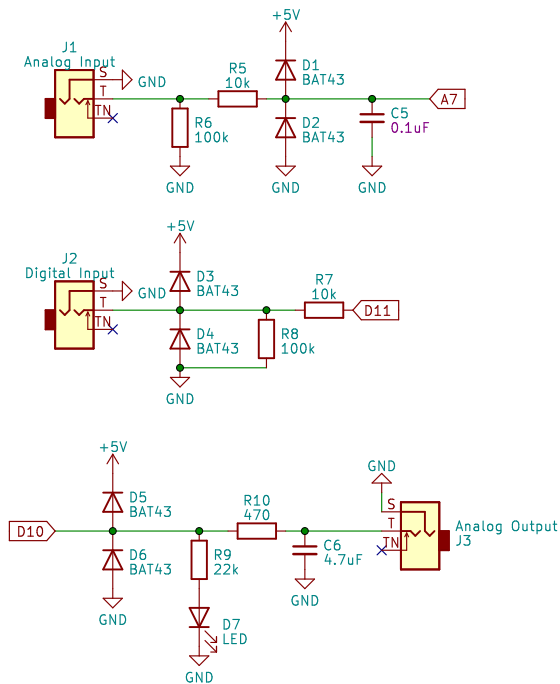 +5V
J1
Analog Input
S
GND
T
TN
R5
10k
D1
BAT43
A7
R6
100k
D2
BAT43
C5
0.1uF
GND
GND
GND
+5V
J2
Digital Input
S
GND
T
TN
D3
BAT43
R7
10k
D11
D4
BAT43
R8
100k
GND
+5V
GND
D5
BAT43
R10
470
S
T
TN
Analog Output
J3
D10
D6
BAT43
R9
22k
C6
4.7uF
GND
GND
D7
LED
GND